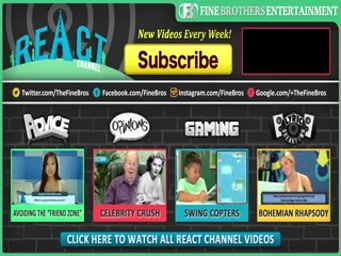 FB FINE BROTHERS ENTERTAINMENT
REACT
CHANNEL
New Videos Every Week!
Subscribe
Twitter.com/TheFineBros
Facebook.com/FineBros
Instagram.com/FineBros
Google.com/+TheFineBros
ADVICE
OPINIONS
GAMING
LYRIC
AVOIDING THE "FRIEND ZONE"
CELEBRITY CRUSH
SWING COPTERS
BOHEMIAN RHAPSODY
CLICK HERE TO WATCH ALL REACT CHANNEL VIDEOS